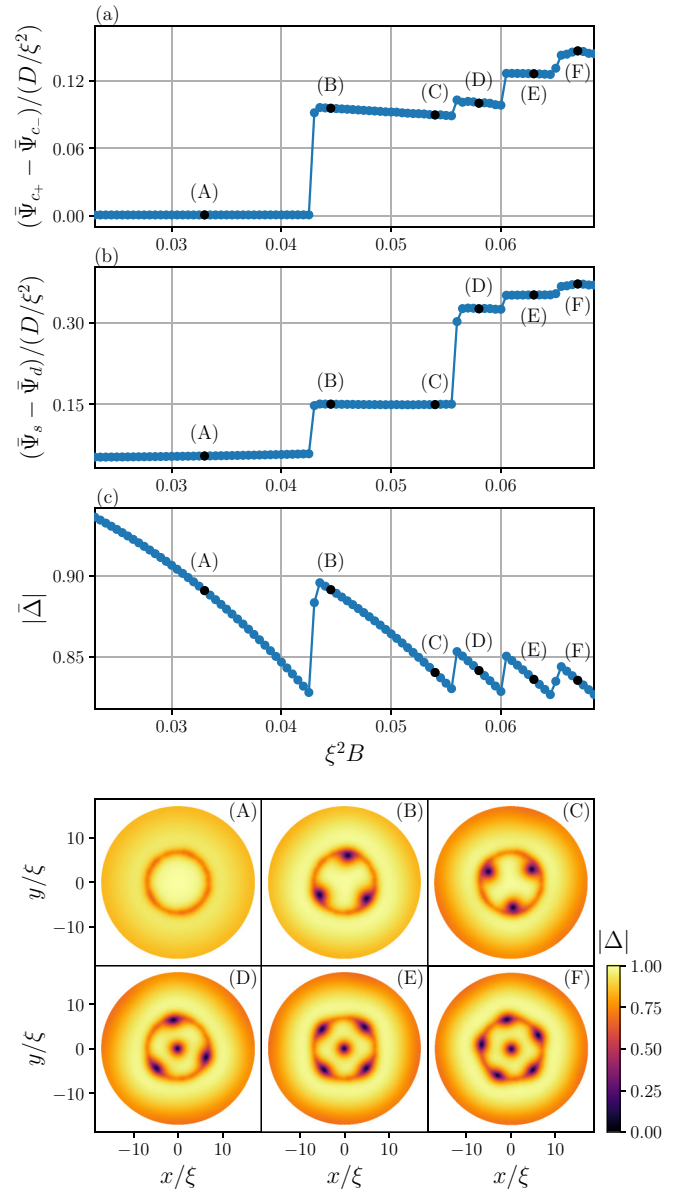 (a)
(Ψ̄_{c₊} − Ψ̄_{c₋})/(D/ξ²)
0.12
0.06
0.00
(A)
(B)
(C)
(D)
(E)
(F)
0.03 0.04 0.05 0.06
(b)
(Ψ̄_s − Ψ̄_d)/(D/ξ²)
0.30
0.15
(A)
(B)
(C)
(D)
(E)
(F)
0.03 0.04 0.05 0.06
(c)
|Δ̄|
0.90
0.85
(A)
(B)
(C)
(D)
(E)
(F)
0.03 0.04 0.05 0.06
ξ²B
(A) (B) (C)
y/ξ
10
0
−10
|Δ|
1.00
0.75
0.50
0.25
0.00
(D) (E) (F)
y/ξ
10
0
−10
−10 0 10 −10 0 10 −10 0 10
x/ξ x/ξ x/ξ